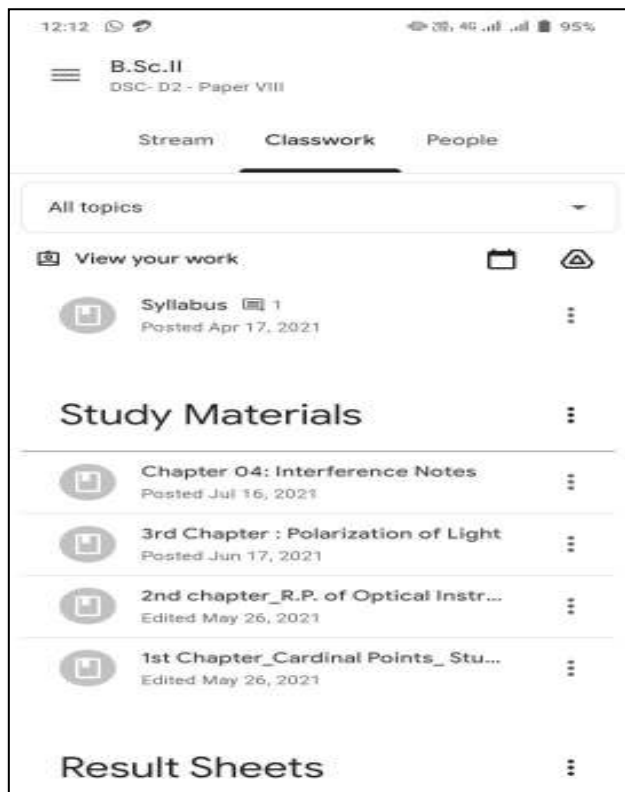 12:12 4G 95%
B.Sc.II
DSC- D2 - Paper VIII
Stream Classwork People
All topics
View your work
Syllabus 1
Posted Apr 17, 2021
Study Materials
Chapter 04: Interference Notes
Posted Jul 16, 2021
3rd Chapter : Polarization of Light
Posted Jun 17, 2021
2nd chapter_R.P. of Optical Instr...
Edited May 26, 2021
1st Chapter_Cardinal Points_ Stu...
Edited May 26, 2021
Result Sheets